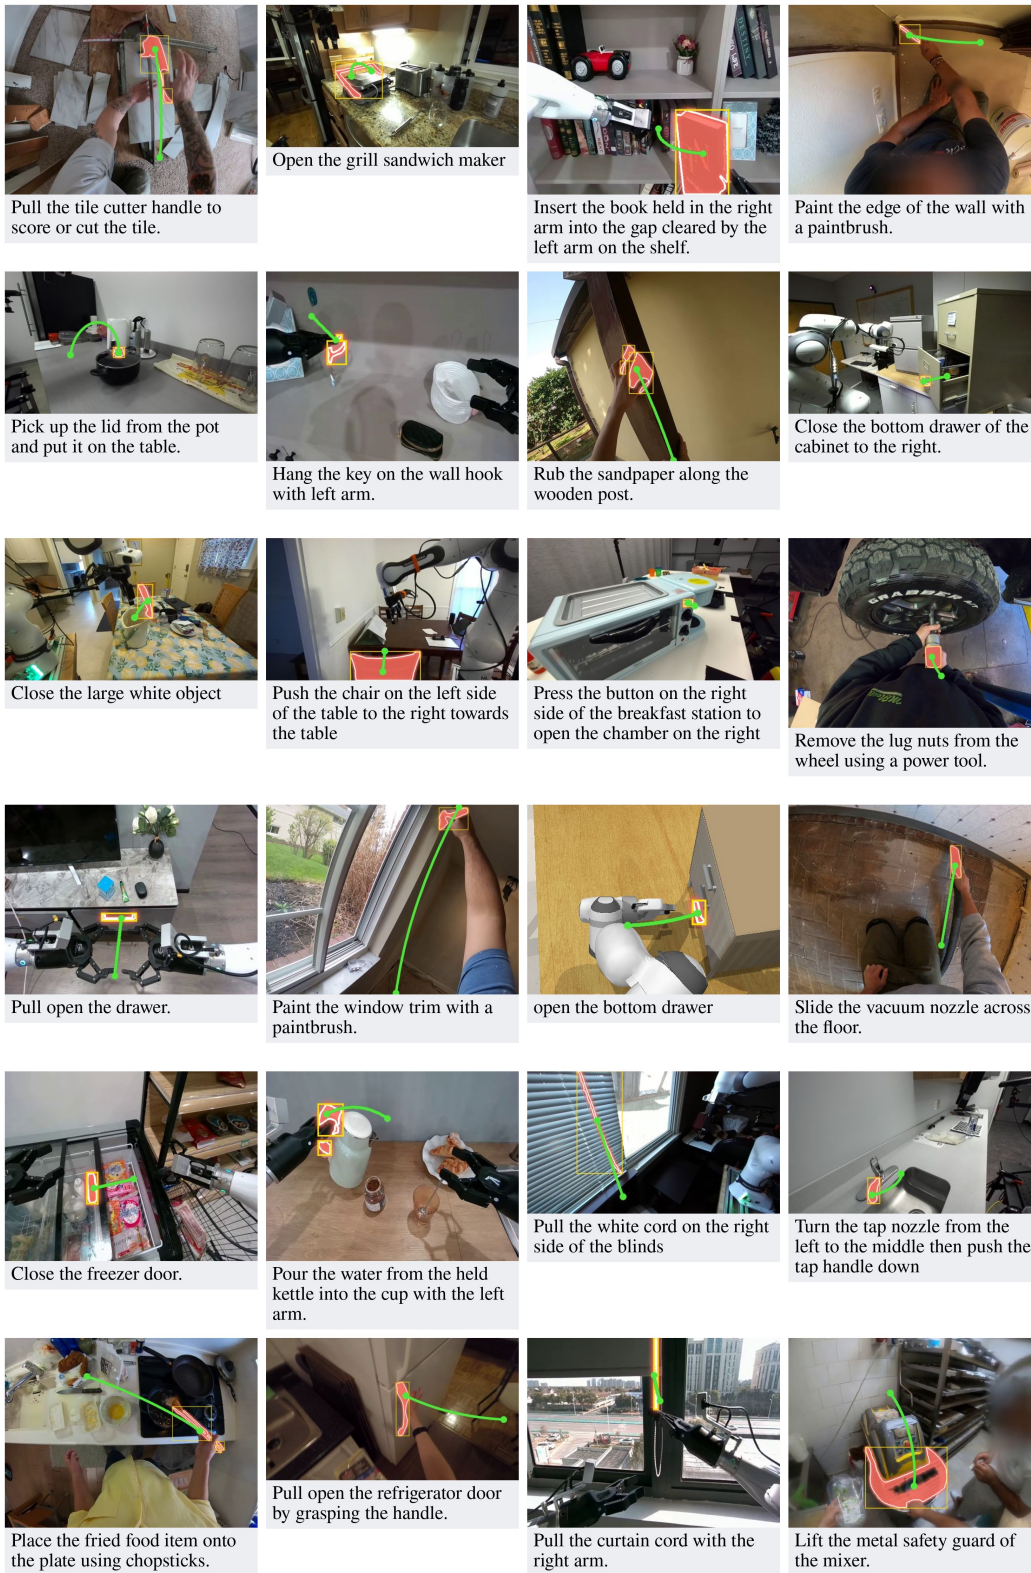 Pull the tile cutter handle to
score or cut the tile.
Open the grill sandwich maker
Insert the book held in the right
arm into the gap cleared by the
left arm on the shelf.
Paint the edge of the wall with
a paintbrush.
Pick up the lid from the pot
and put it on the table.
Hang the key on the wall hook
with left arm.
Rub the sandpaper along the
wooden post.
Close the bottom drawer of the
cabinet to the right.
Close the large white object
Push the chair on the left side
of the table to the right towards
the table
Press the button on the right
side of the breakfast station to
open the chamber on the right
GRABBER
Remove the lug nuts from the
wheel using a power tool.
Pull open the drawer.
Paint the window trim with a
paintbrush.
open the bottom drawer
Slide the vacuum nozzle across
the floor.
Close the freezer door.
Pour the water from the held
kettle into the cup with the left
arm.
Pull the white cord on the right
side of the blinds
Turn the tap nozzle from the
left to the middle then push the
tap handle down
Place the fried food item onto
the plate using chopsticks.
Pull open the refrigerator door
by grasping the handle.
Pull the curtain cord with the
right arm.
Lift the metal safety guard of
the mixer.